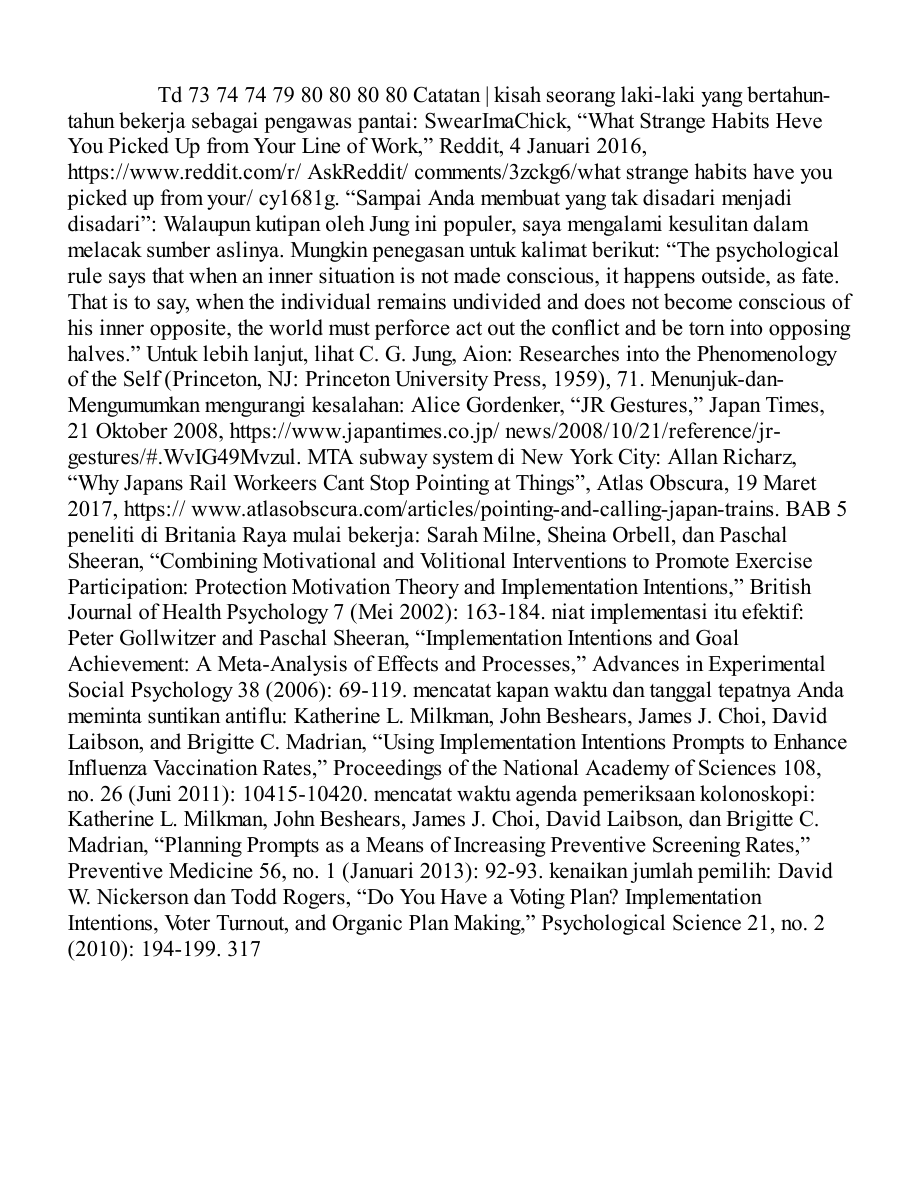 Td 73 74 74 79 80 80 80 80 Catatan | kisah seorang laki-laki yang bertahun-
tahun bekerja sebagai pengawas pantai: SwearImaChick, “What Strange Habits Heve
You Picked Up from Your Line of Work,” Reddit, 4 Januari 2016,
https://www.reddit.com/r/ AskReddit/ comments/3zckg6/what strange habits have you
picked up from your/ cy1681g. “Sampai Anda membuat yang tak disadari menjadi
disadari”: Walaupun kutipan oleh Jung ini populer, saya mengalami kesulitan dalam
melacak sumber aslinya. Mungkin penegasan untuk kalimat berikut: “The psychological
rule says that when an inner situation is not made conscious, it happens outside, as fate.
That is to say, when the individual remains undivided and does not become conscious of
his inner opposite, the world must perforce act out the conflict and be torn into opposing
halves.” Untuk lebih lanjut, lihat C. G. Jung, Aion: Researches into the Phenomenology
of the Self (Princeton, NJ: Princeton University Press, 1959), 71. Menunjuk-dan-
Mengumumkan mengurangi kesalahan: Alice Gordenker, “JR Gestures,” Japan Times,
21 Oktober 2008, https://www.japantimes.co.jp/ news/2008/10/21/reference/jr-
gestures/#.WvIG49Mvzul. MTA subway system di New York City: Allan Richarz,
“Why Japans Rail Workeers Cant Stop Pointing at Things”, Atlas Obscura, 19 Maret
2017, https:// www.atlasobscura.com/articles/pointing-and-calling-japan-trains. BAB 5
peneliti di Britania Raya mulai bekerja: Sarah Milne, Sheina Orbell, dan Paschal
Sheeran, “Combining Motivational and Volitional Interventions to Promote Exercise
Participation: Protection Motivation Theory and Implementation Intentions,” British
Journal of Health Psychology 7 (Mei 2002): 163-184. niat implementasi itu efektif:
Peter Gollwitzer and Paschal Sheeran, “Implementation Intentions and Goal
Achievement: A Meta-Analysis of Effects and Processes,” Advances in Experimental
Social Psychology 38 (2006): 69-119. mencatat kapan waktu dan tanggal tepatnya Anda
meminta suntikan antiflu: Katherine L. Milkman, John Beshears, James J. Choi, David
Laibson, and Brigitte C. Madrian, “Using Implementation Intentions Prompts to Enhance
Influenza Vaccination Rates,” Proceedings of the National Academy of Sciences 108,
no. 26 (Juni 2011): 10415-10420. mencatat waktu agenda pemeriksaan kolonoskopi:
Katherine L. Milkman, John Beshears, James J. Choi, David Laibson, dan Brigitte C.
Madrian, “Planning Prompts as a Means of Increasing Preventive Screening Rates,”
Preventive Medicine 56, no. 1 (Januari 2013): 92-93. kenaikan jumlah pemilih: David
W. Nickerson dan Todd Rogers, “Do You Have a Voting Plan? Implementation
Intentions, Voter Turnout, and Organic Plan Making,” Psychological Science 21, no. 2
(2010): 194-199. 317